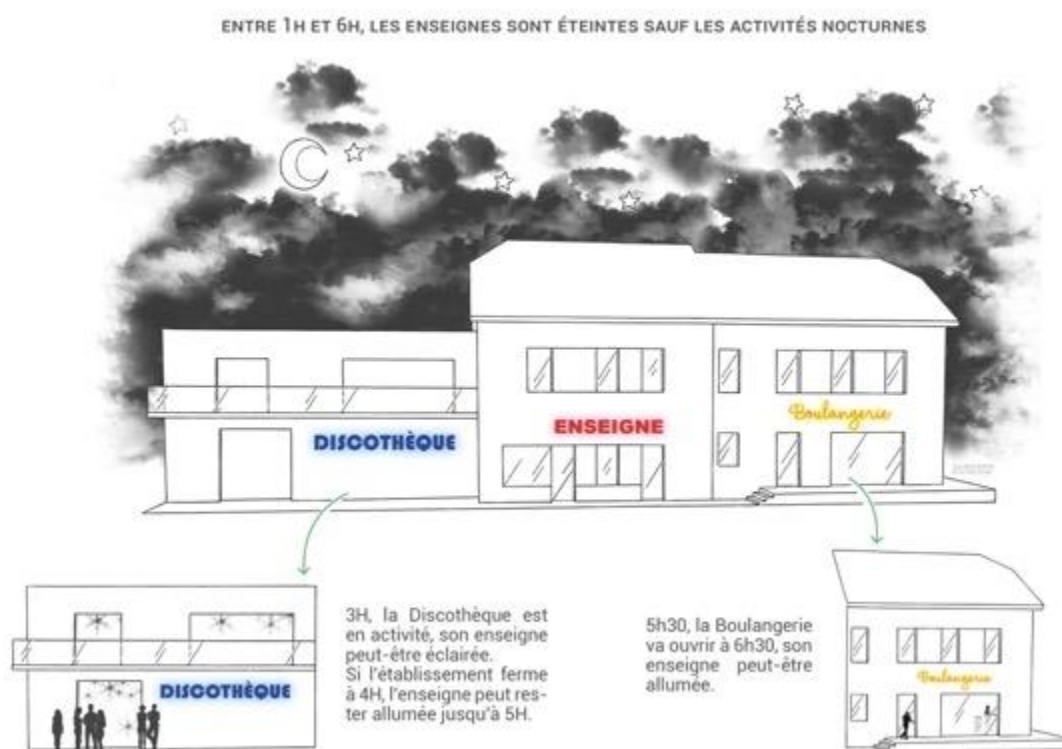 ENTRE 1H ET 6H, LES ENSEIGNES SONT ÉTEINTES SAUF LES ACTIVITÉS NOCTURNES
DISCOTHÈQUE
ENSEIGNE
Boulangerie
3H, la Discothèque est
en activité, son enseigne
peut-être éclairée.
Si l'établissement ferme
à 4H, l'enseigne peut res-
ter allumée jusqu'à 5H.
DISCOTHÈQUE
5h30, la Boulangerie
va ouvrir à 6h30, son
enseigne peut-être
allumée.
Boulangerie